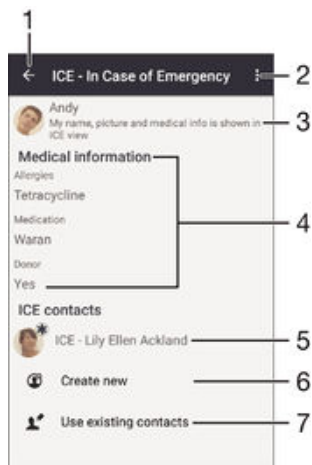 1
ICE - In Case of Emergency
2
Andy
My name, picture and medical info is shown in
ICE view
3
Medical information
Allergies
Tetracycline
Medication
Waran
4
Donor
Yes
ICE contacts
ICE - Lily Ellen Ackland
5
Create new
6
Use existing contacts
7